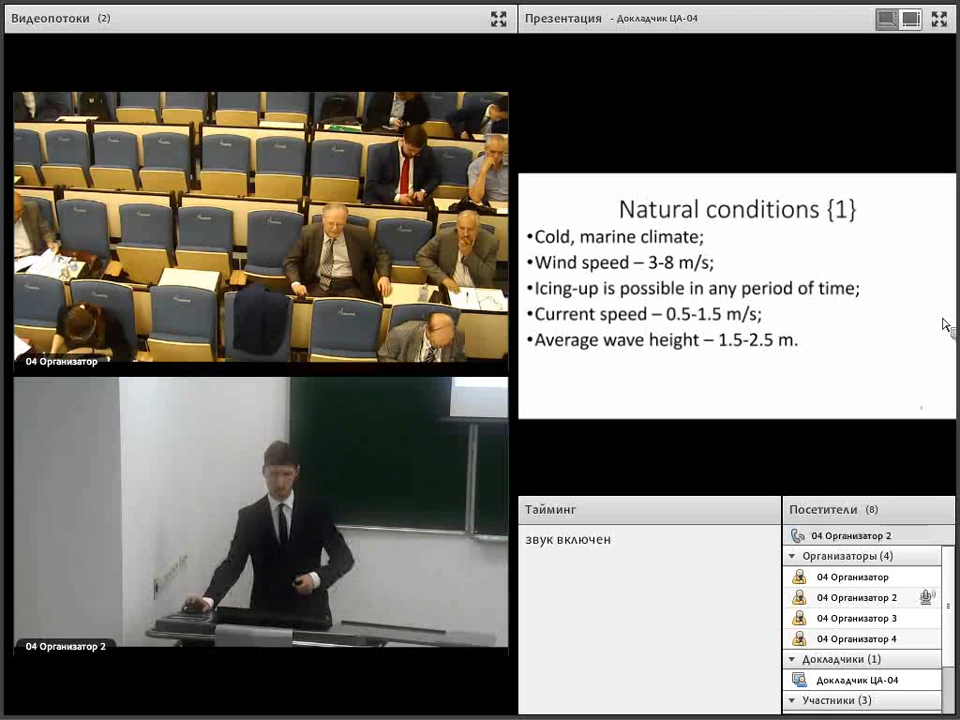 Видеопотоки (2)
Презентация - Докладчик ЦА-04
04 Организатор
04 Организатор 2
Natural conditions {1}
•Cold, marine climate;
•Wind speed – 3-8 m/s;
•Icing-up is possible in any period of time;
•Current speed – 0.5-1.5 m/s;
•Average wave height – 1.5-2.5 m.
Тайминг
звук включен
Посетители (8)
04 Организатор 2
Организаторы (4)
04 Организатор
04 Организатор 2
04 Организатор 3
04 Организатор 4
Докладчики (1)
Докладчик ЦА-04
Участники (3)